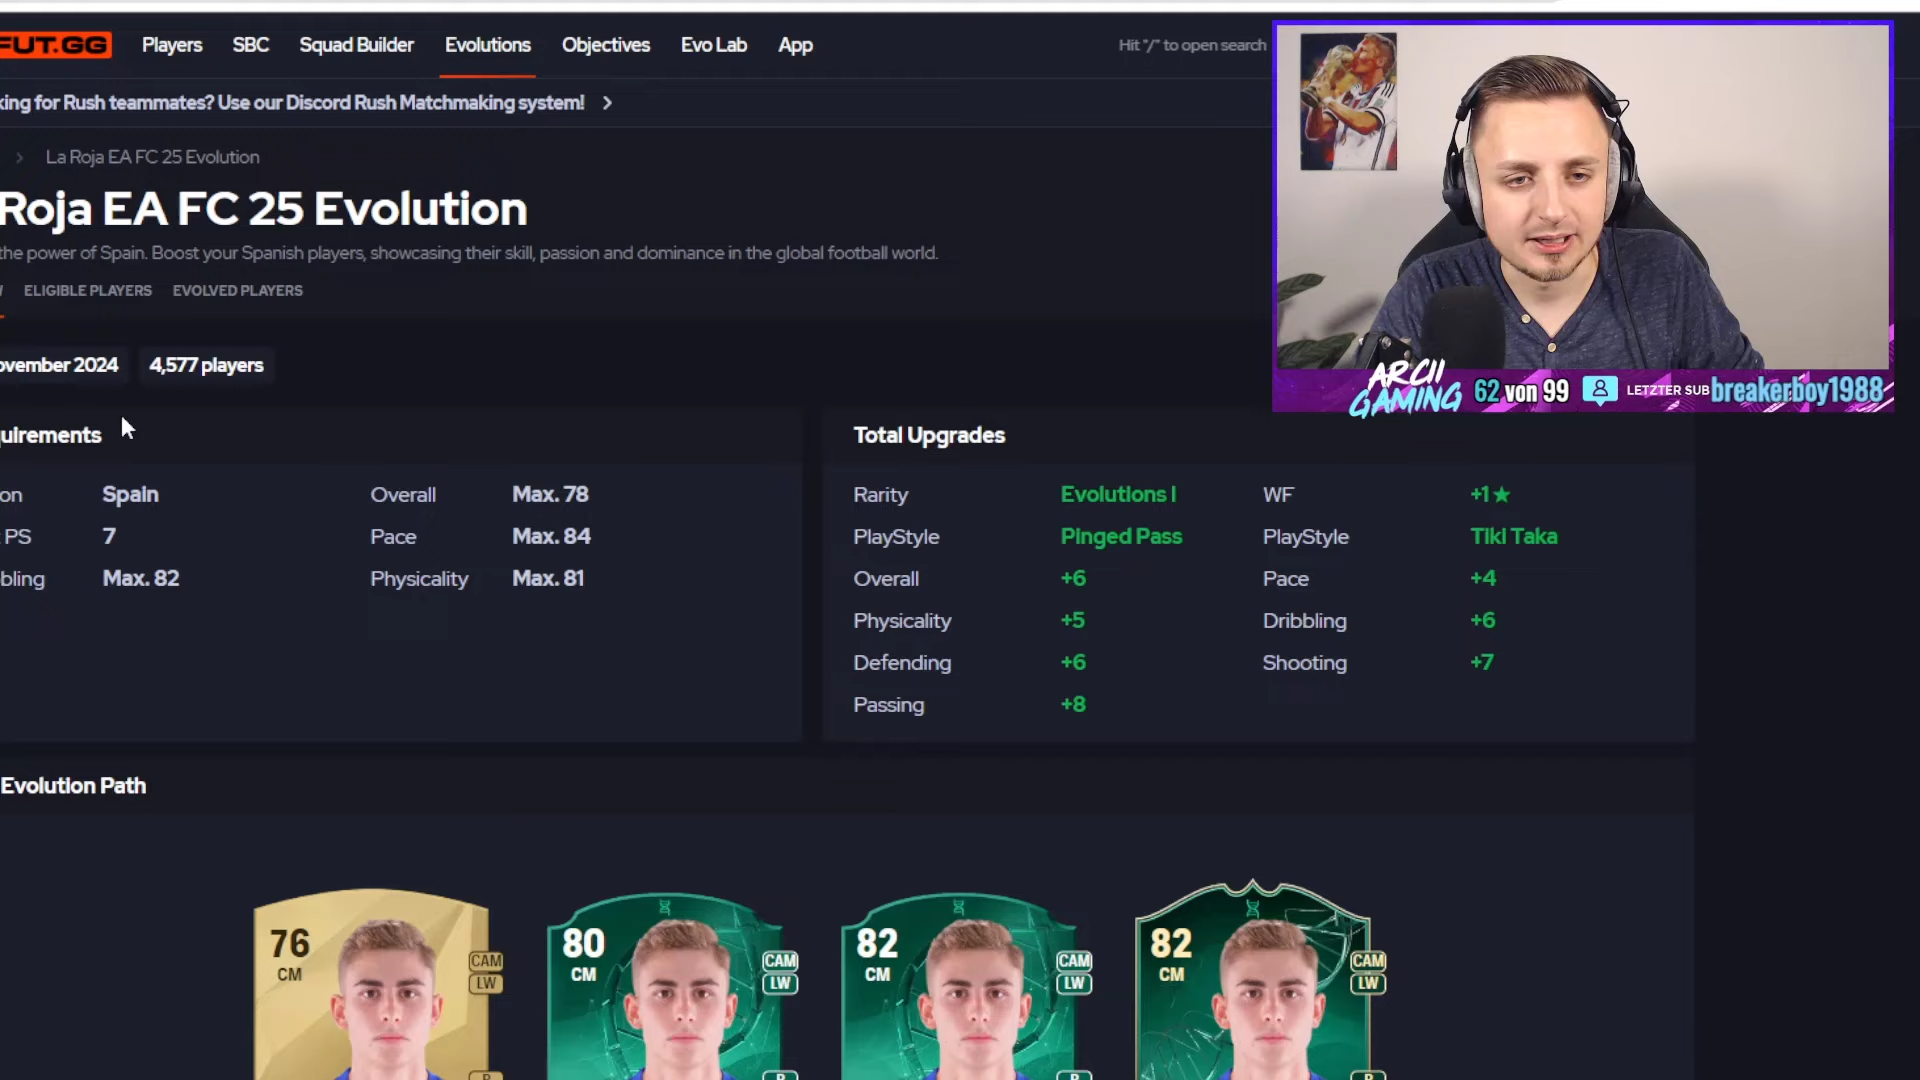 FUT.GG Players SBC Squad Builder Evolutions Objectives Evo Lab App Hit "/" to open search
king for Rush teammates? Use our Discord Rush Matchmaking system! >
> La Roja EA FC 25 Evolution
Roja EA FC 25 Evolution
the power of Spain. Boost your Spanish players, showcasing their skill, passion and dominance in the global football world.
ELIGIBLE PLAYERS EVOLVED PLAYERS
ovember 2024 4,577 players
ARCII GAMING 62 von 99 LETZTER SUB breakerboy1988
quirements
on Spain Overall Max. 78
PS 7 Pace Max. 84
bling Max. 82 Physicality Max. 81
Total Upgrades
Rarity Evolutions I WF +1★
PlayStyle Pinged Pass PlayStyle Tiki Taka
Overall +6 Pace +4
Physicality +5 Dribbling +6
Defending +6 Shooting +7
Passing +8
Evolution Path
76 CM CAM LW
80 CM CAM LW
82 CM CAM LW
82 CM CAM LW